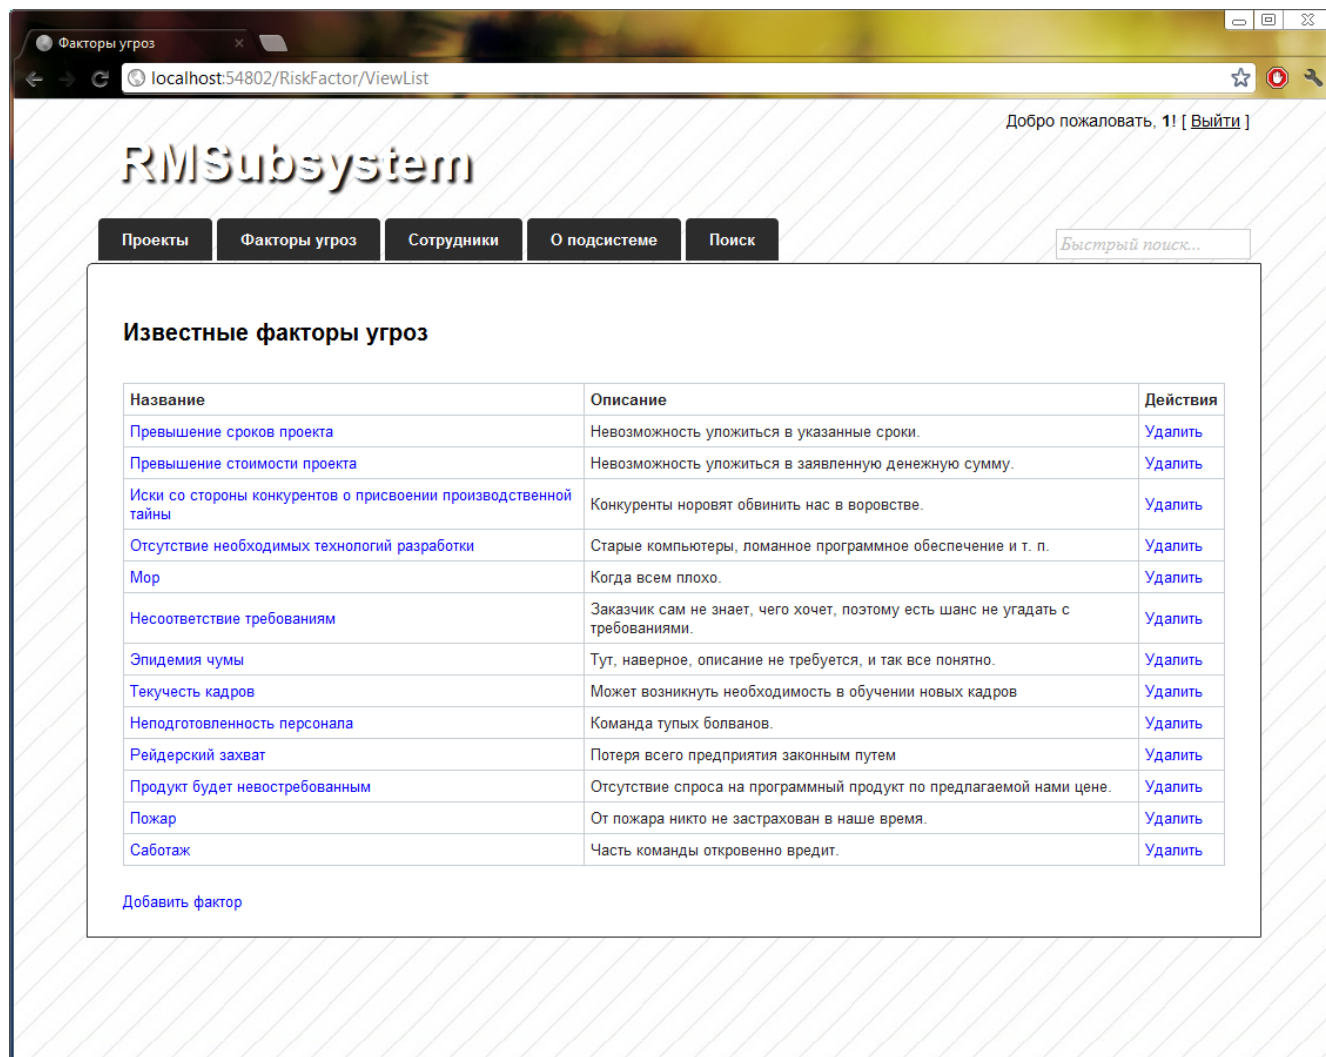 Факторы угроз
localhost:54802/RiskFactor/ViewList
Добро пожаловать, 1! [ Выйти ]
RMSubsystem
Проекты Факторы угроз Сотрудники О подсистеме Поиск Быстрый поиск...
Известные факторы угроз
Название Описание Действия
Превышение сроков проекта Невозможность уложиться в указанные сроки. Удалить
Превышение стоимости проекта Невозможность уложиться в заявленную денежную сумму. Удалить
Иски со стороны конкурентов о присвоении производственной
тайны Конкуренты норовят обвинить нас в воровстве. Удалить
Отсутствие необходимых технологий разработки Старые компьютеры, ломанное программное обеспечение и т. п. Удалить
Мор Когда всем плохо. Удалить
Несоответствие требованиям Заказчик сам не знает, чего хочет, поэтому есть шанс не угадать с
требованиями. Удалить
Эпидемия чумы Тут, наверное, описание не требуется, и так все понятно. Удалить
Текучесть кадров Может возникнуть необходимость в обучении новых кадров Удалить
Неподготовленность персонала Команда тупых болванов. Удалить
Рейдерский захват Потеря всего предприятия законным путем Удалить
Продукт будет невостребованным Отсутствие спроса на программный продукт по предлагаемой нами цене. Удалить
Пожар От пожара никто не застрахован в наше время. Удалить
Саботаж Часть команды откровенно вредит. Удалить
Добавить фактор